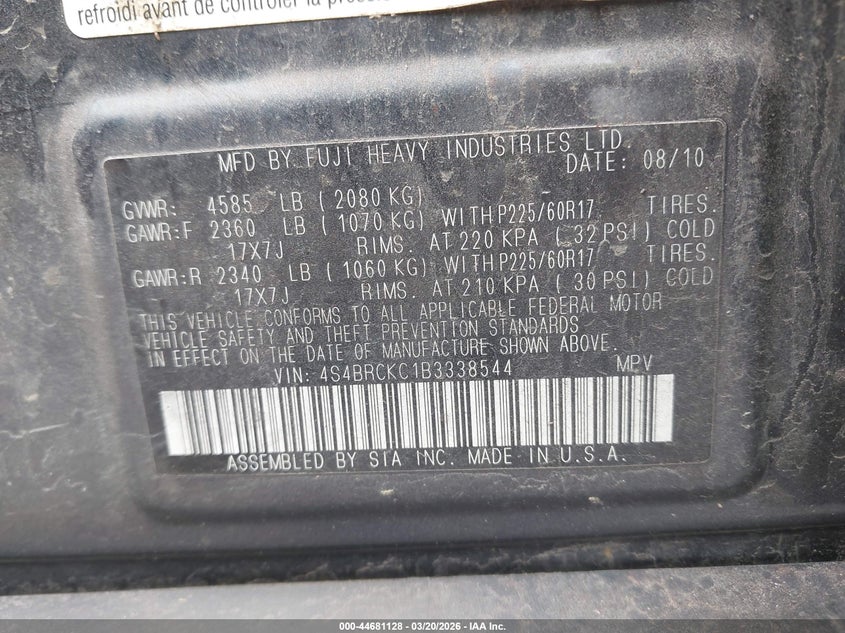 refroidi avant de contrôler la pression
MFD BY FUJI HEAVY INDUSTRIES LTD.
DATE: 08/10
GVWR: 4585 LB ( 2080 KG)
GAWR:F 2360 LB ( 1070 KG) WITH P225/60R17 TIRES.
17X7J RIMS. AT 220 KPA ( 32 PSI) COLD
GAWR:R 2340 LB ( 1060 KG) WITH P225/60R17 TIRES.
17X7J RIMS. AT 210 KPA ( 30 PSI) COLD
THIS VEHICLE CONFORMS TO ALL APPLICABLE FEDERAL MOTOR
VEHICLE SAFETY AND THEFT PREVENTION STANDARDS
IN EFFECT ON THE DATE OF MANUFACTURE SHOWN ABOVE.
VIN: 4S4BRCKC1B3338544 MPV
ASSEMBLED BY SIA INC. MADE IN U.S.A.
000-44681128 - 03/20/2026 - IAA Inc.